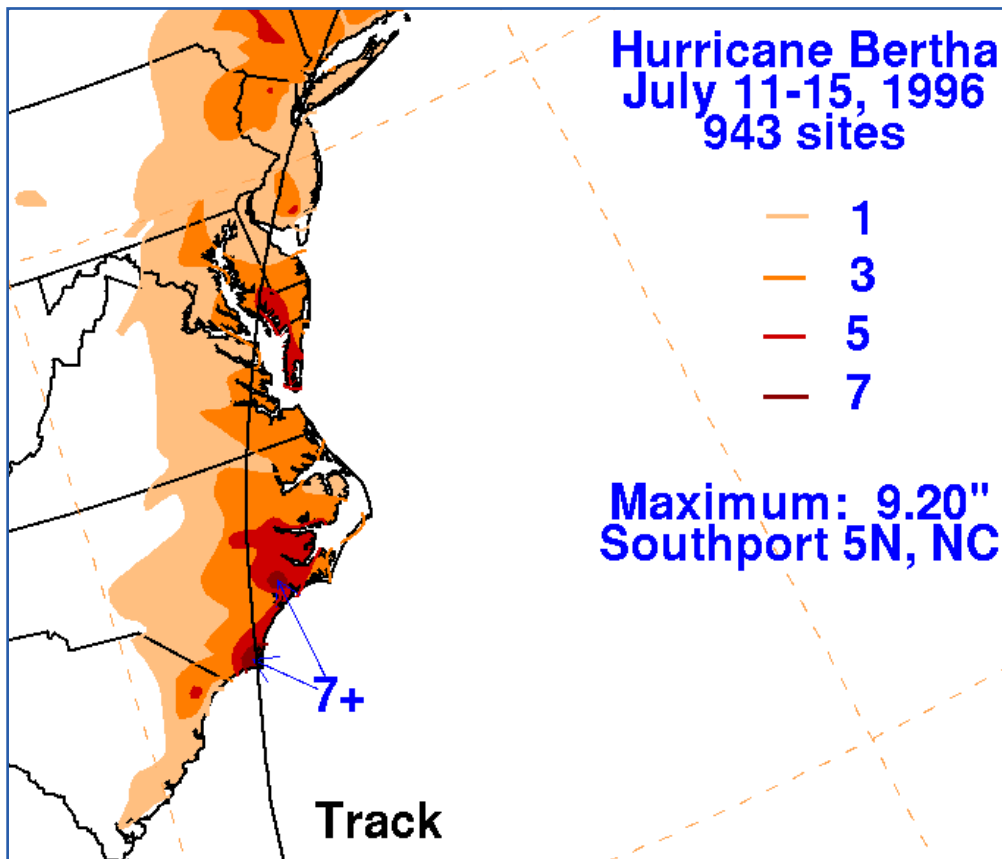 Hurricane Bertha
July 11-15, 1996
943 sites
1
3
5
7
Maximum: 9.20"
Southport 5N, NC
7+
Track